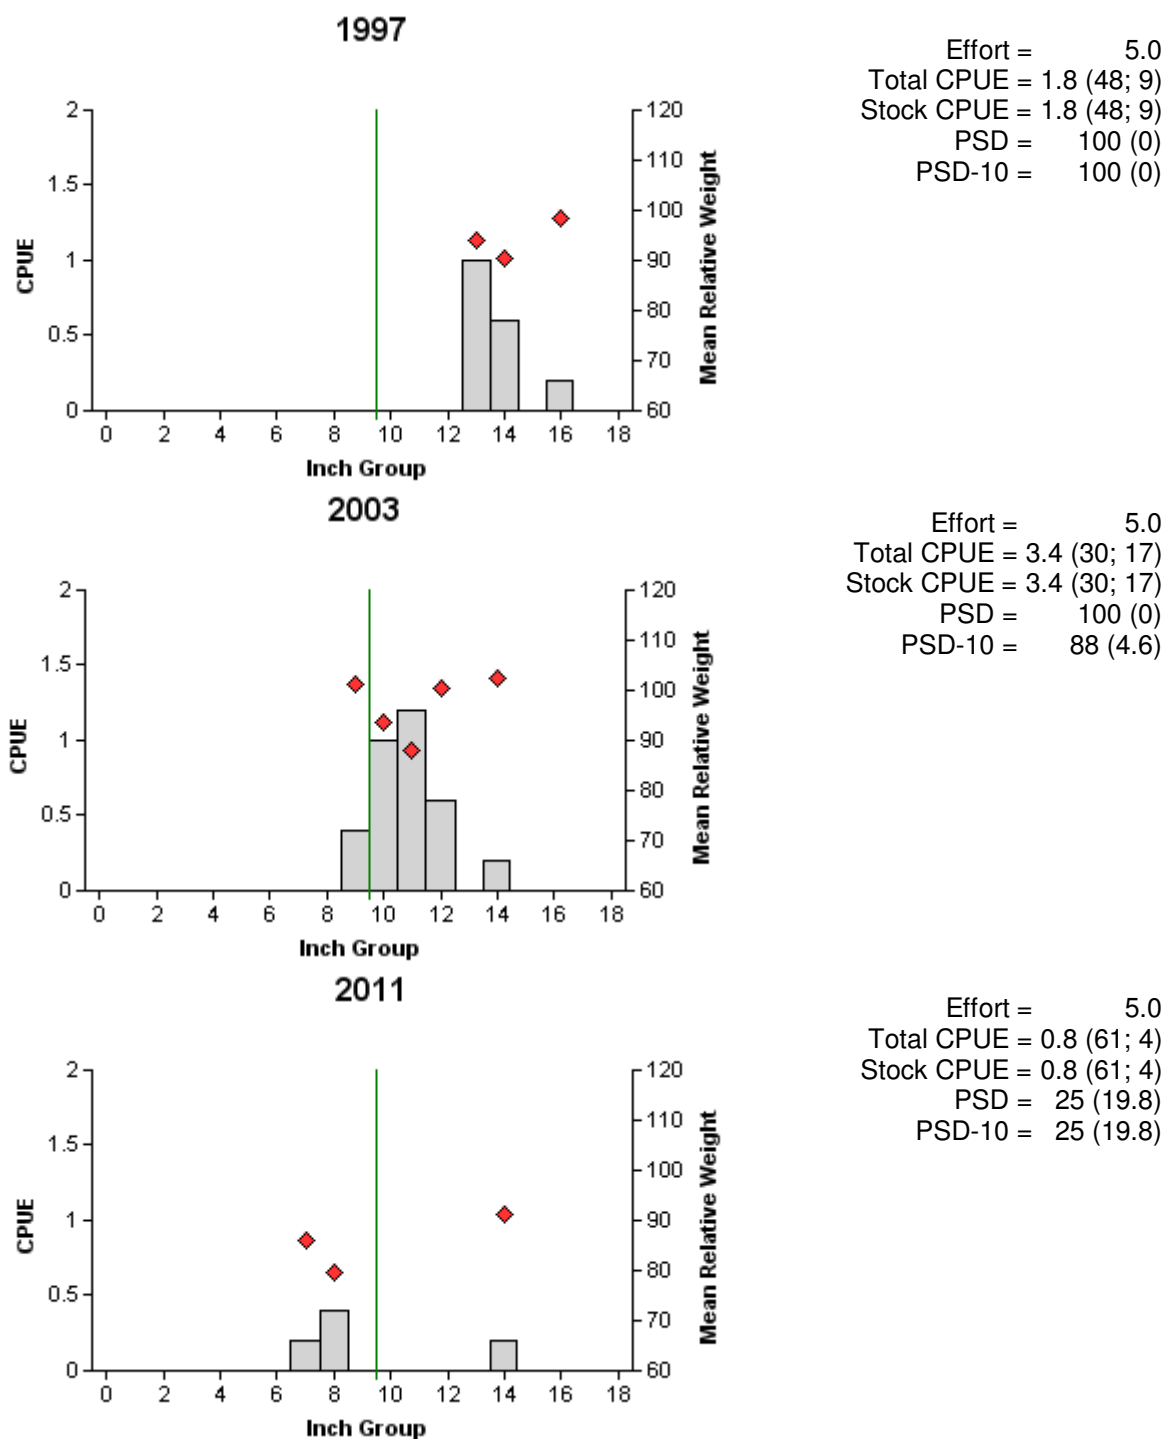 1997
Effort = 5.0
Total CPUE = 1.8 (48; 9)
Stock CPUE = 1.8 (48; 9)
PSD = 100 (0)
PSD-10 = 100 (0)
2
1.5
1
0.5
0
CPUE
120
110
100
90
80
70
60
Mean Relative Weight
0 2 4 6 8 10 12 14 16 18
Inch Group
2003
Effort = 5.0
Total CPUE = 3.4 (30; 17)
Stock CPUE = 3.4 (30; 17)
PSD = 100 (0)
PSD-10 = 88 (4.6)
2
1.5
1
0.5
0
CPUE
120
110
100
90
80
70
60
Mean Relative Weight
0 2 4 6 8 10 12 14 16 18
Inch Group
2011
Effort = 5.0
Total CPUE = 0.8 (61; 4)
Stock CPUE = 0.8 (61; 4)
PSD = 25 (19.8)
PSD-10 = 25 (19.8)
2
1.5
1
0.5
0
CPUE
120
110
100
90
80
70
60
Mean Relative Weight
0 2 4 6 8 10 12 14 16 18
Inch Group